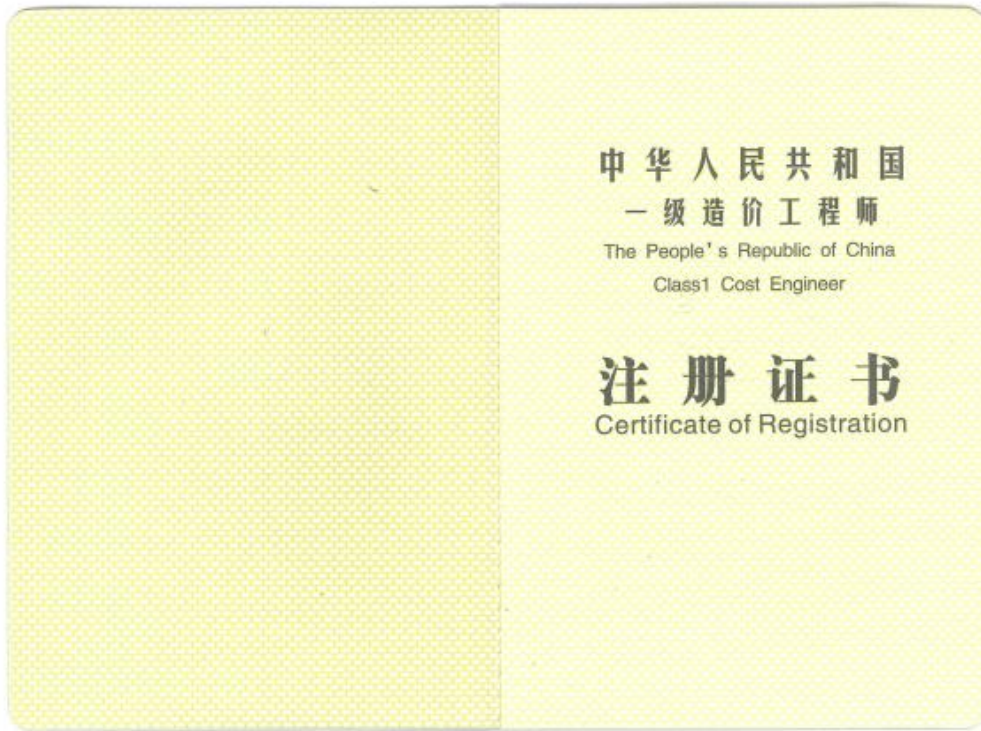 中华人民共和国
一级造价工程师
The People's Republic of China
Class1 Cost Engineer
注册证书
Certificate of Registration